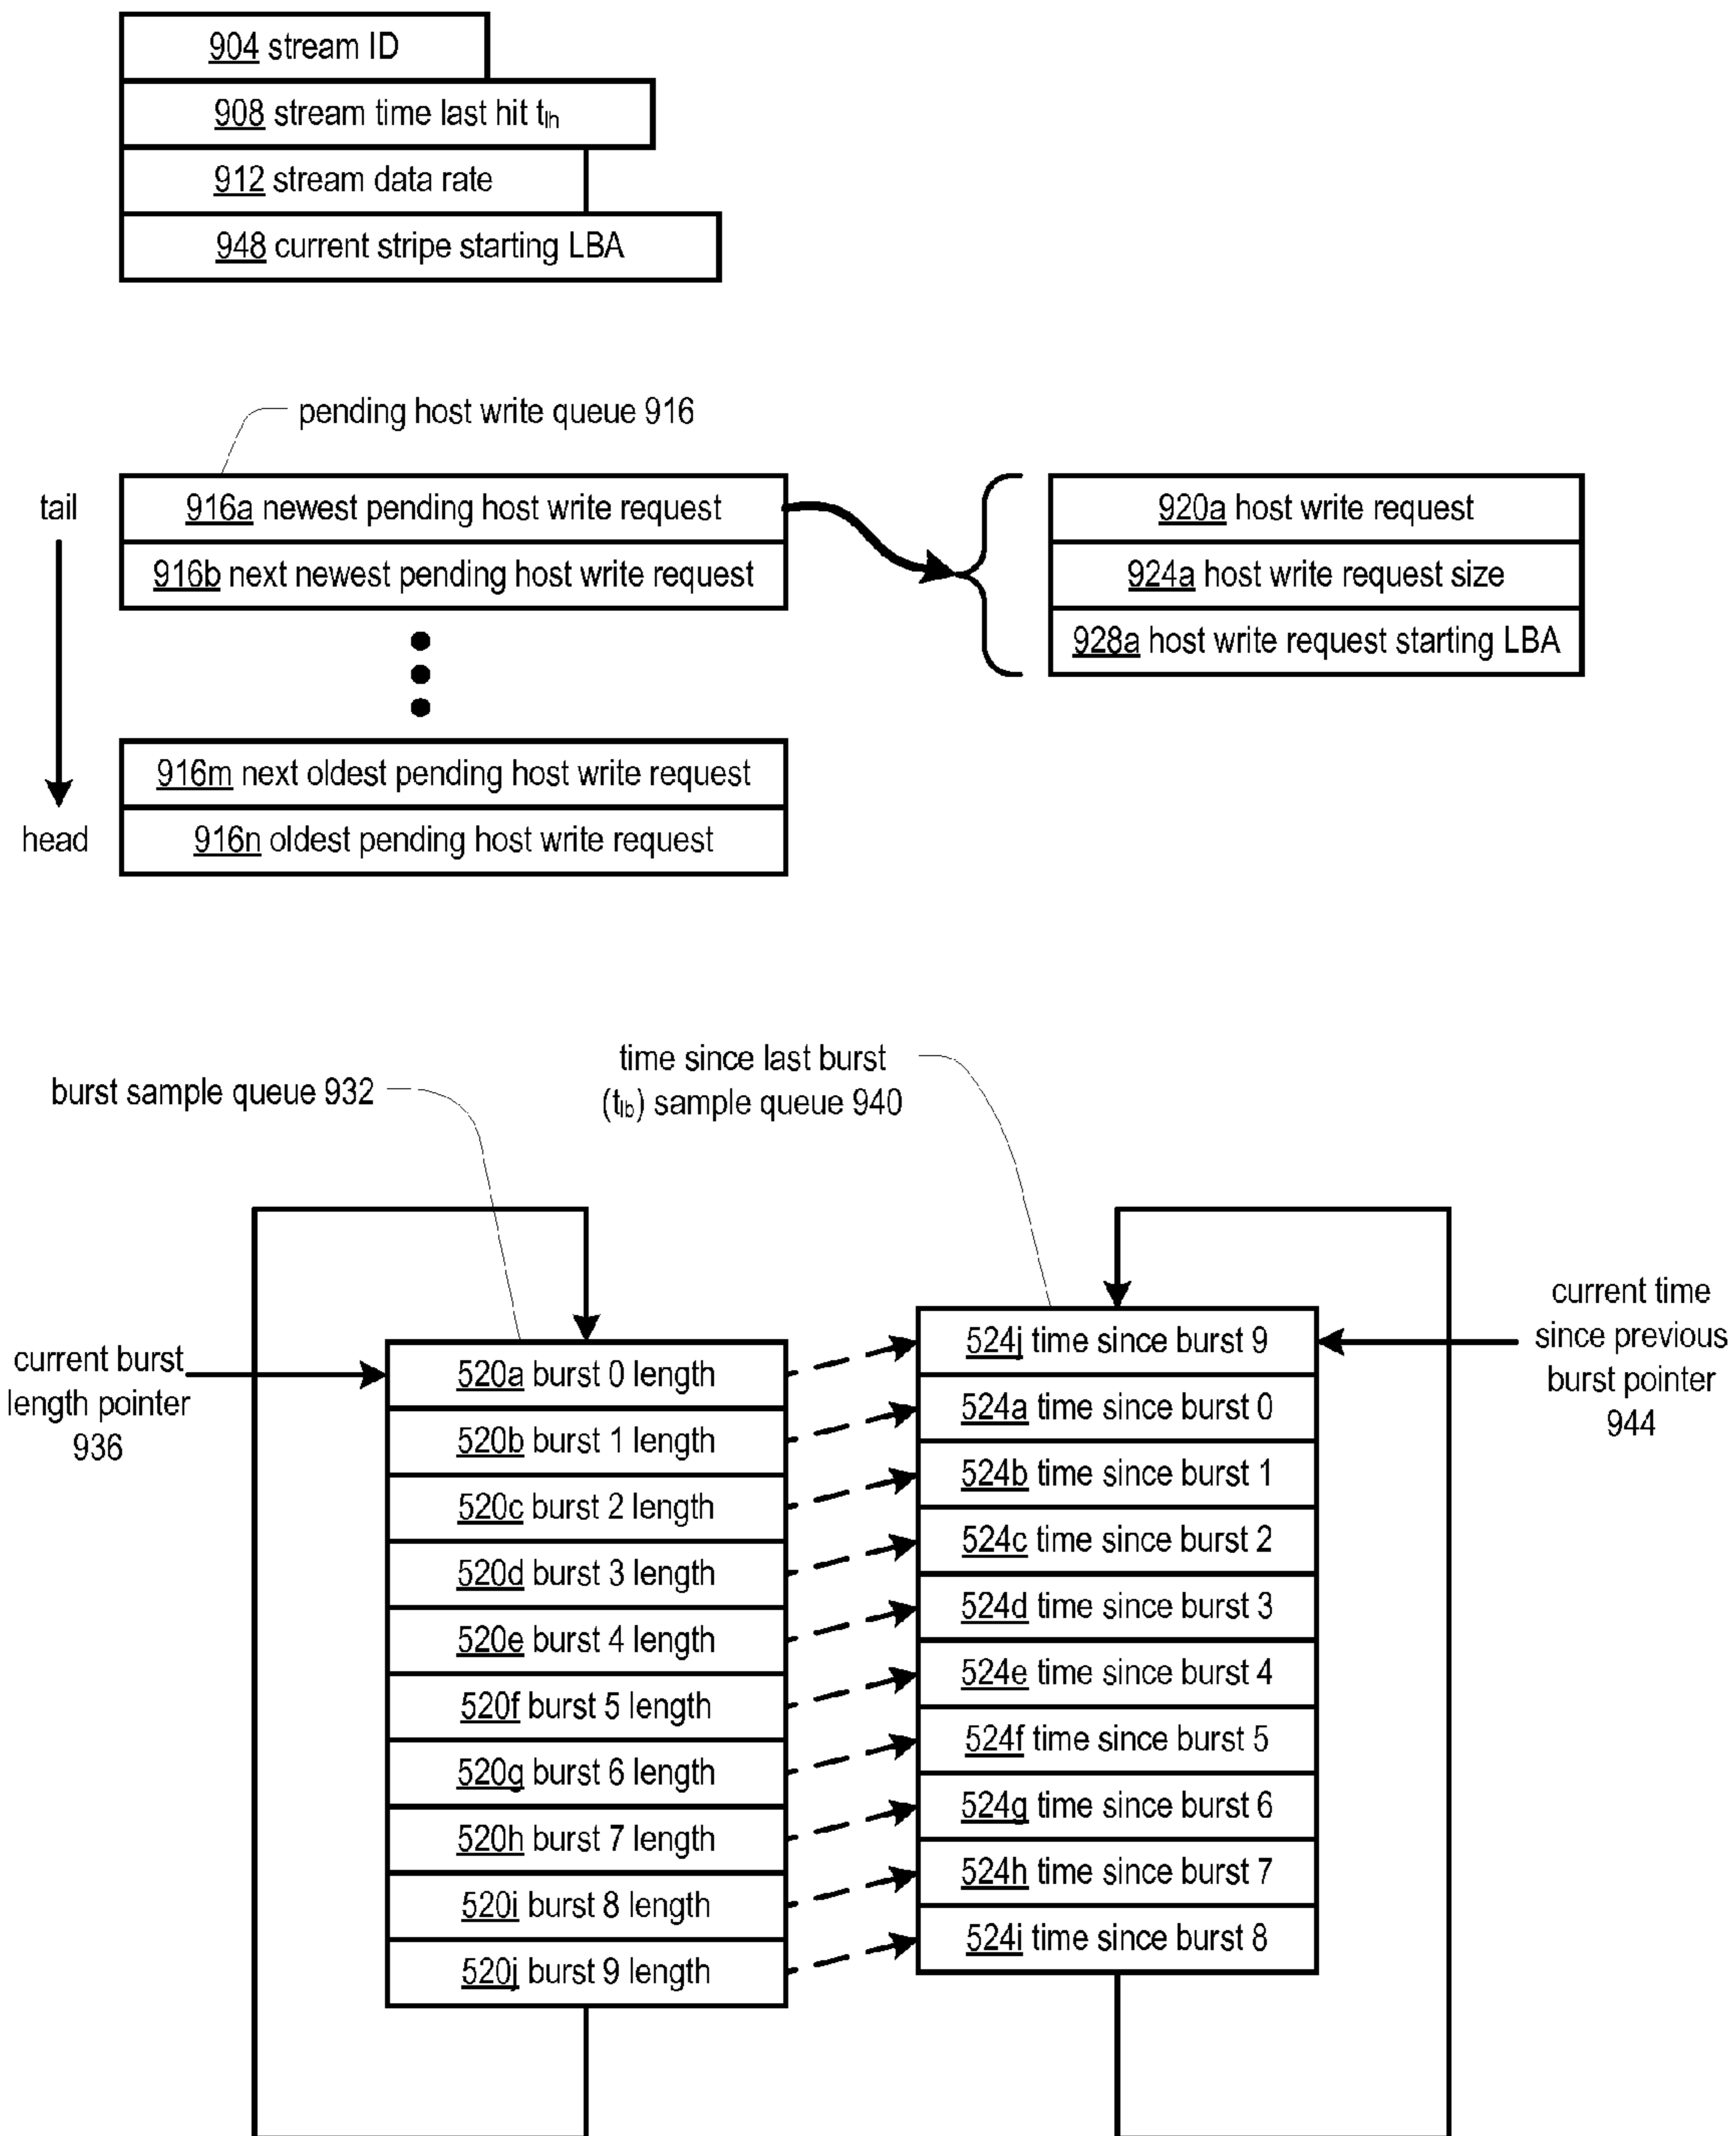 904 stream ID
908 stream time last hit tlh
912 stream data rate
948 current stripe starting LBA
pending host write queue 916
tail
916a newest pending host write request
916b next newest pending host write request
920a host write request
924a host write request size
928a host write request starting LBA
916m next oldest pending host write request
916n oldest pending host write request
head
burst sample queue 932
time since last burst
(tlb) sample queue 940
current burst
length pointer
936
520a burst 0 length
520b burst 1 length
520c burst 2 length
520d burst 3 length
520e burst 4 length
520f burst 5 length
520g burst 6 length
520h burst 7 length
520i burst 8 length
520j burst 9 length
524j time since burst 9
524a time since burst 0
524b time since burst 1
524c time since burst 2
524d time since burst 3
524e time since burst 4
524f time since burst 5
524g time since burst 6
524h time since burst 7
524i time since burst 8
current time
since previous
burst pointer
944